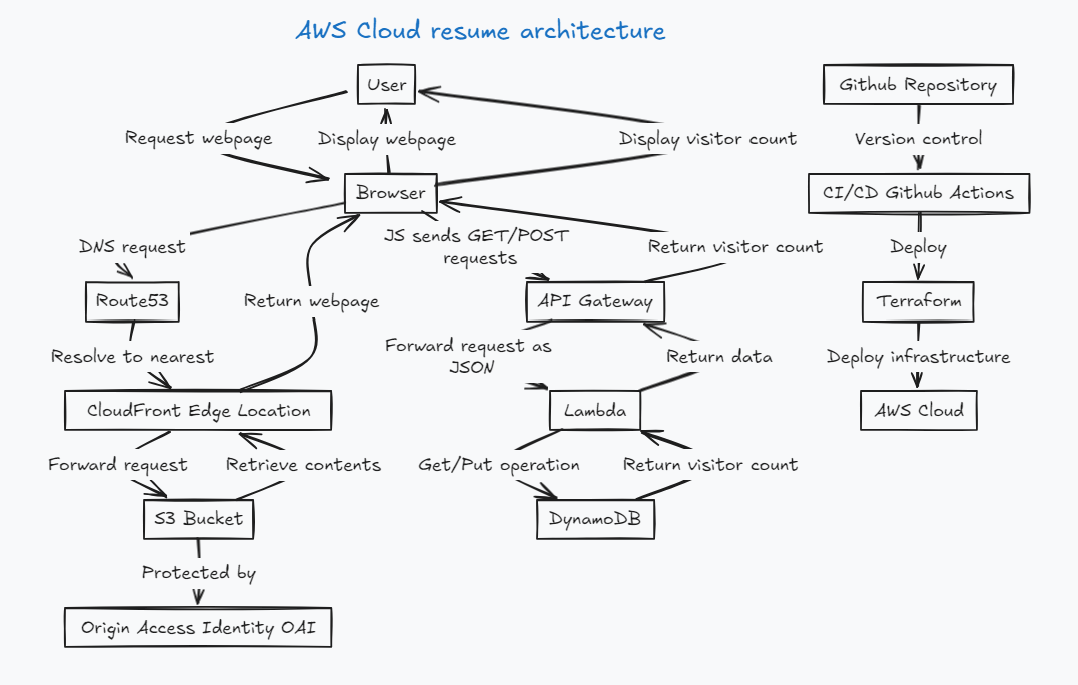 AWS Cloud resume architecture
User
Github Repository
Request webpage
Display webpage
Display visitor count
Version control
Browser
CI/CD Github Actions
DNS request
JS sends GET/POST
requests
Return visitor count
Deploy
Route53
Return webpage
API Gateway
Terraform
Resolve to nearest
Forward request as
JSON
Return data
Deploy infrastructure
CloudFront Edge Location
Lambda
AWS Cloud
Forward request
Retrieve contents
Get/Put operation
Return visitor count
S3 Bucket
DynamoDB
Protected by
Origin Access Identity OAI